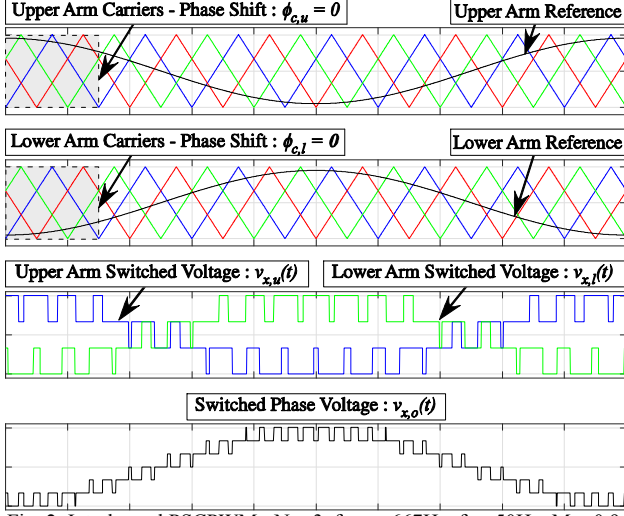 Upper Arm Carriers - Phase Shift : ϕc,u = 0
Upper Arm Reference
Lower Arm Carriers - Phase Shift : ϕc,l = 0
Lower Arm Reference
Upper Arm Switched Voltage : vx,u(t)
Lower Arm Switched Voltage : vx,l(t)
Switched Phase Voltage : vx,o(t)